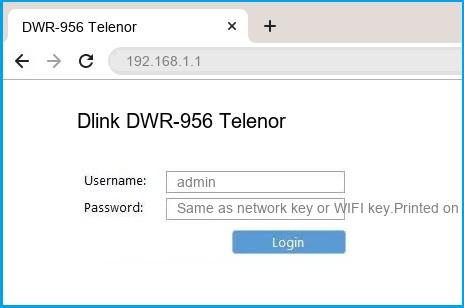 DWR-956 Telenor
192.168.1.1
Dlink DWR-956 Telenor
Username: admin
Password: Same as network key or WIFI key.Printed on
Login